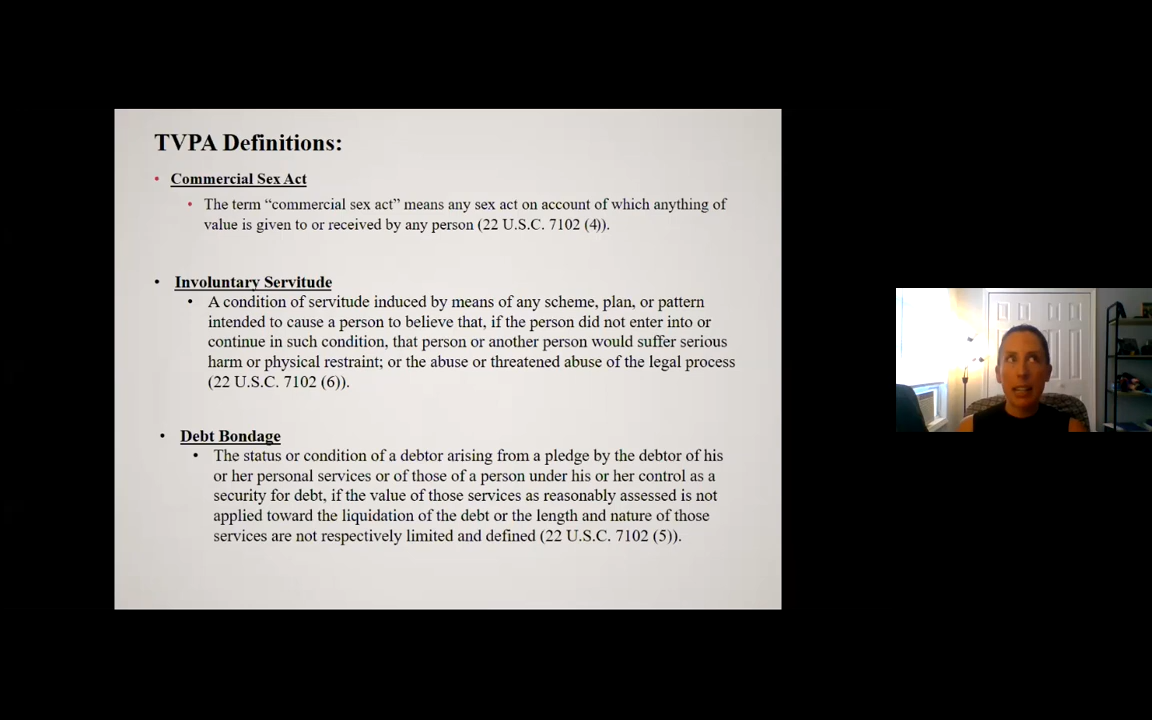 TVPA Definitions:
• Commercial Sex Act
• The term “commercial sex act” means any sex act on account of which anything of
value is given to or received by any person (22 U.S.C. 7102 (4)).
• Involuntary Servitude
• A condition of servitude induced by means of any scheme, plan, or pattern
intended to cause a person to believe that, if the person did not enter into or
continue in such condition, that person or another person would suffer serious
harm or physical restraint; or the abuse or threatened abuse of the legal process
(22 U.S.C. 7102 (6)).
• Debt Bondage
• The status or condition of a debtor arising from a pledge by the debtor of his
or her personal services or of those of a person under his or her control as a
security for debt, if the value of those services as reasonably assessed is not
applied toward the liquidation of the debt or the length and nature of those
services are not respectively limited and defined (22 U.S.C. 7102 (5)).